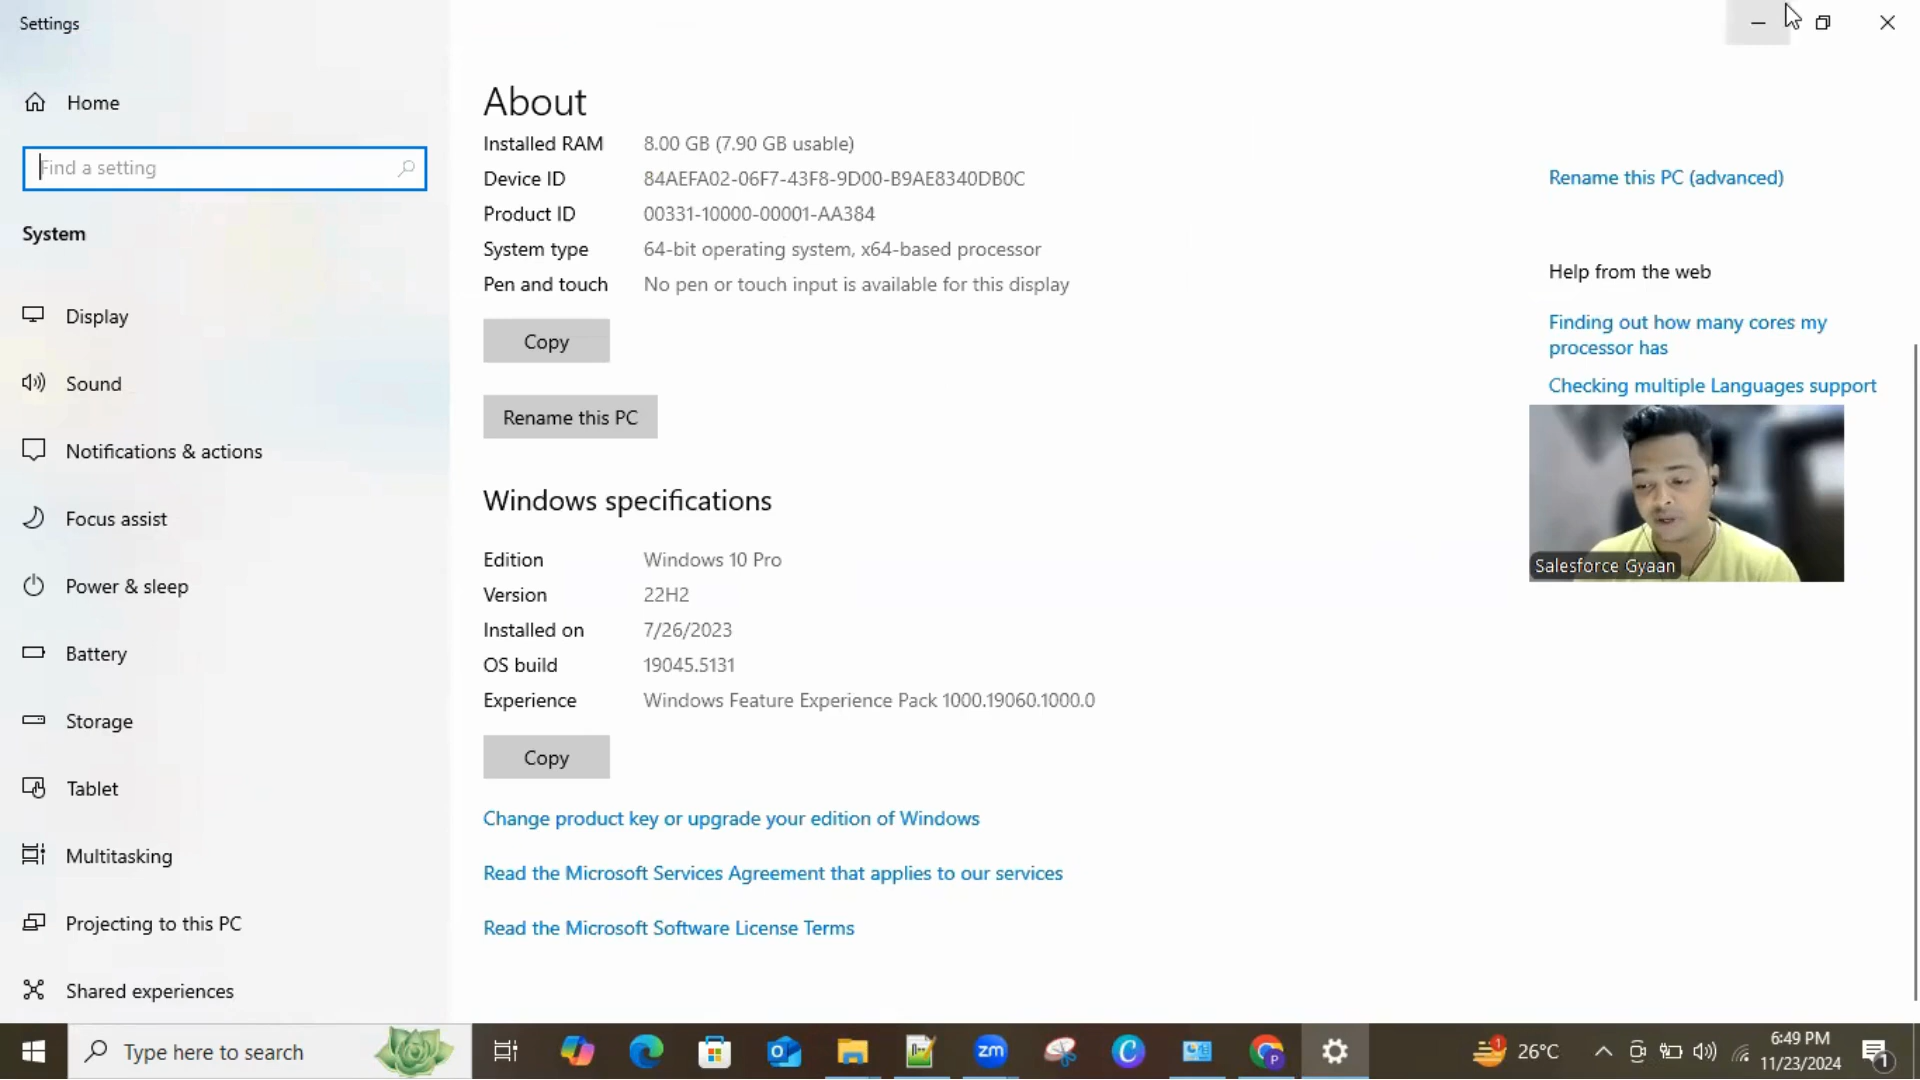 Settings
Home
Find a setting
System
Display
Sound
Notifications & actions
Focus assist
Power & sleep
Battery
Storage
Tablet
Multitasking
Projecting to this PC
Shared experiences
About
Installed RAM 8.00 GB (7.90 GB usable)
Device ID 84AEFA02-06F7-43F8-9D00-B9AE8340DB0C
Product ID 00331-10000-00001-AA384
System type 64-bit operating system, x64-based processor
Pen and touch No pen or touch input is available for this display
Copy
Rename this PC
Windows specifications
Edition Windows 10 Pro
Version 22H2
Installed on 7/26/2023
OS build 19045.5131
Experience Windows Feature Experience Pack 1000.19060.1000.0
Copy
Change product key or upgrade your edition of Windows
Read the Microsoft Services Agreement that applies to our services
Read the Microsoft Software License Terms
Rename this PC (advanced)
Help from the web
Finding out how many cores my
processor has
Checking multiple Languages support
Salesforce Gyaan
Type here to search
zm
C
P
1
26°C
6:49 PM
11/23/2024
1